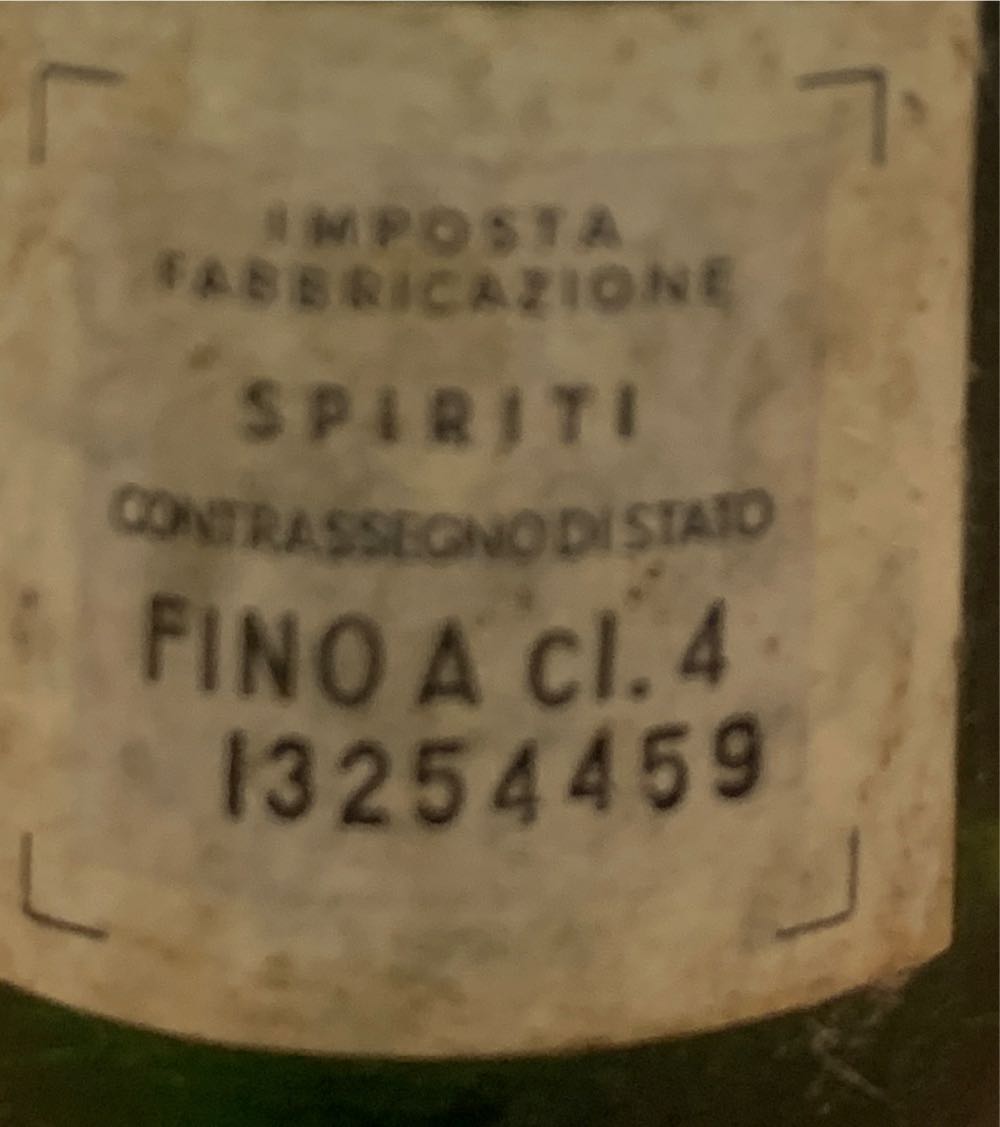 IMPOSTA
FABBRICAZIONE
SPIRITI
CONTRASSEGNO DI STATO
FINO A cl. 4
13254459